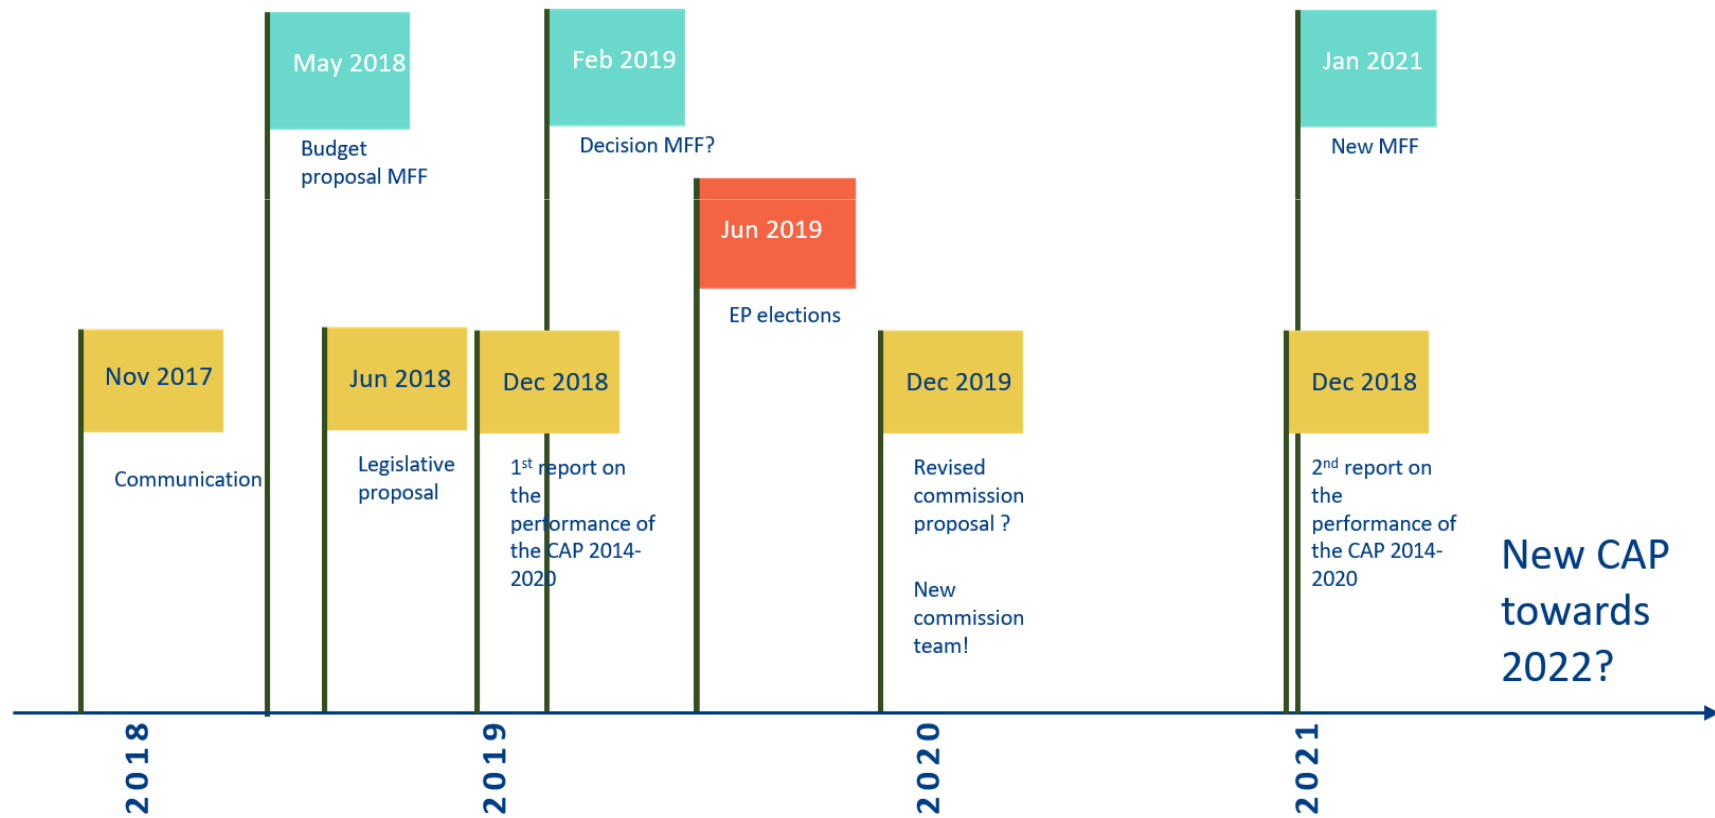 May 2018
Budget
proposal MFF
Feb 2019
Decision MFF?
Jan 2021
New MFF
Jun 2019
EP elections
Nov 2017
Communication
Jun 2018
Legislative
proposal
Dec 2018
1st report on
the
performance of
the CAP 2014-
2020
Dec 2019
Revised
commission
proposal ?
New
commission
team!
Dec 2018
2nd report on
the
performance of
the CAP 2014-
2020
New CAP
towards
2022?
2018
2019
2020
2021